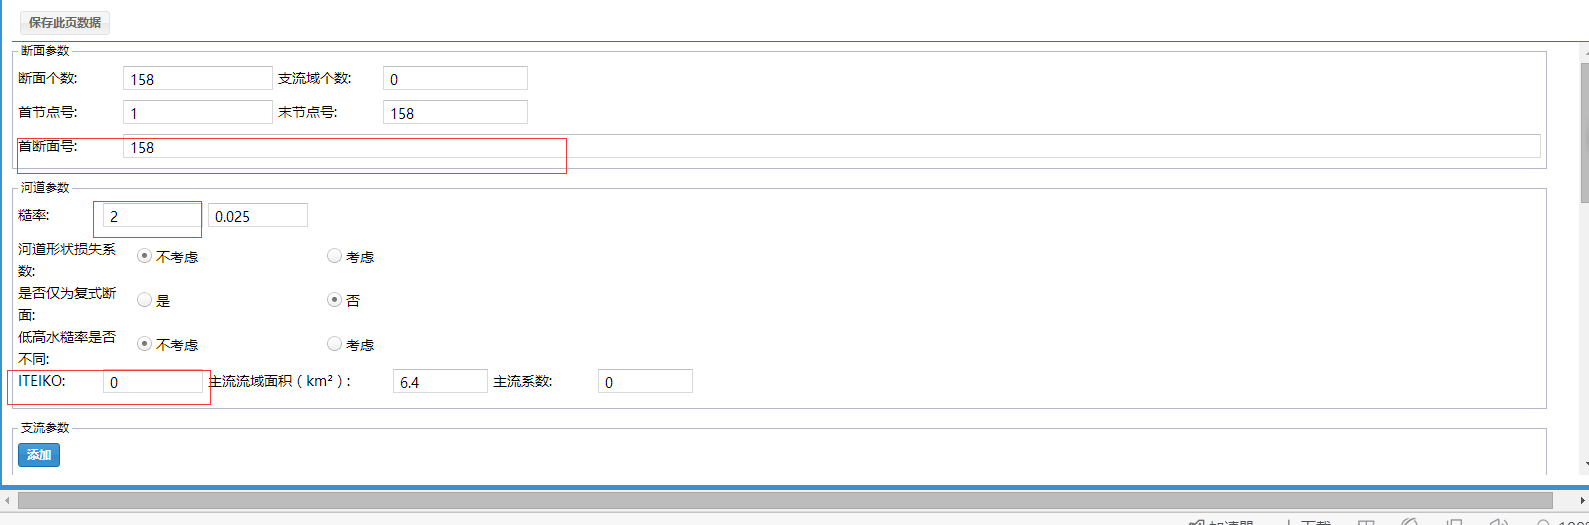 保存此页数据
断面参数
断面个数: 158 支流域个数: 0
首节点号: 1 末节点号: 158
首断面号: 158
河道参数
糙率: 2 0.025
河道形状损失系数: 不考虑 考虑
是否仅为复式断面: 是 否
低高水糙率是否不同: 不考虑 考虑
ITEIKO: 0 主流流域面积（km²）: 6.4 主流系数: 0
支流参数
添加